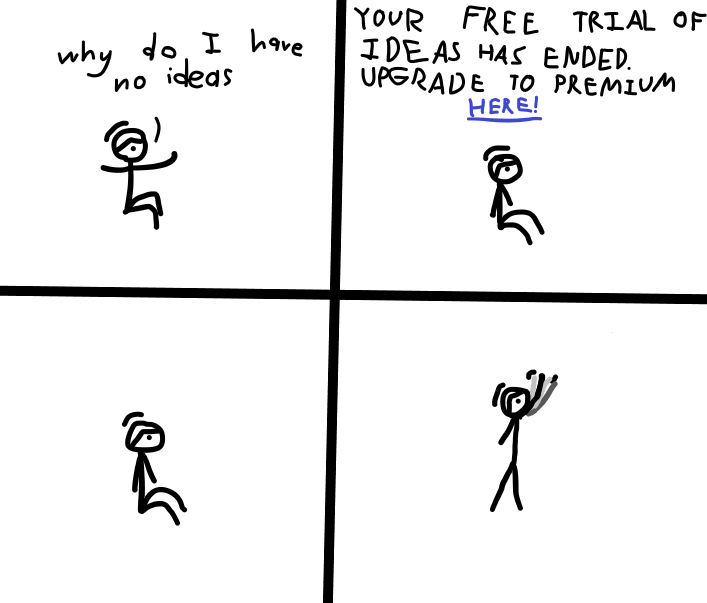 why do I have
no ideas
YOUR FREE TRIAL OF
IDEAS HAS ENDED.
UPGRADE TO PREMIUM
HERE!